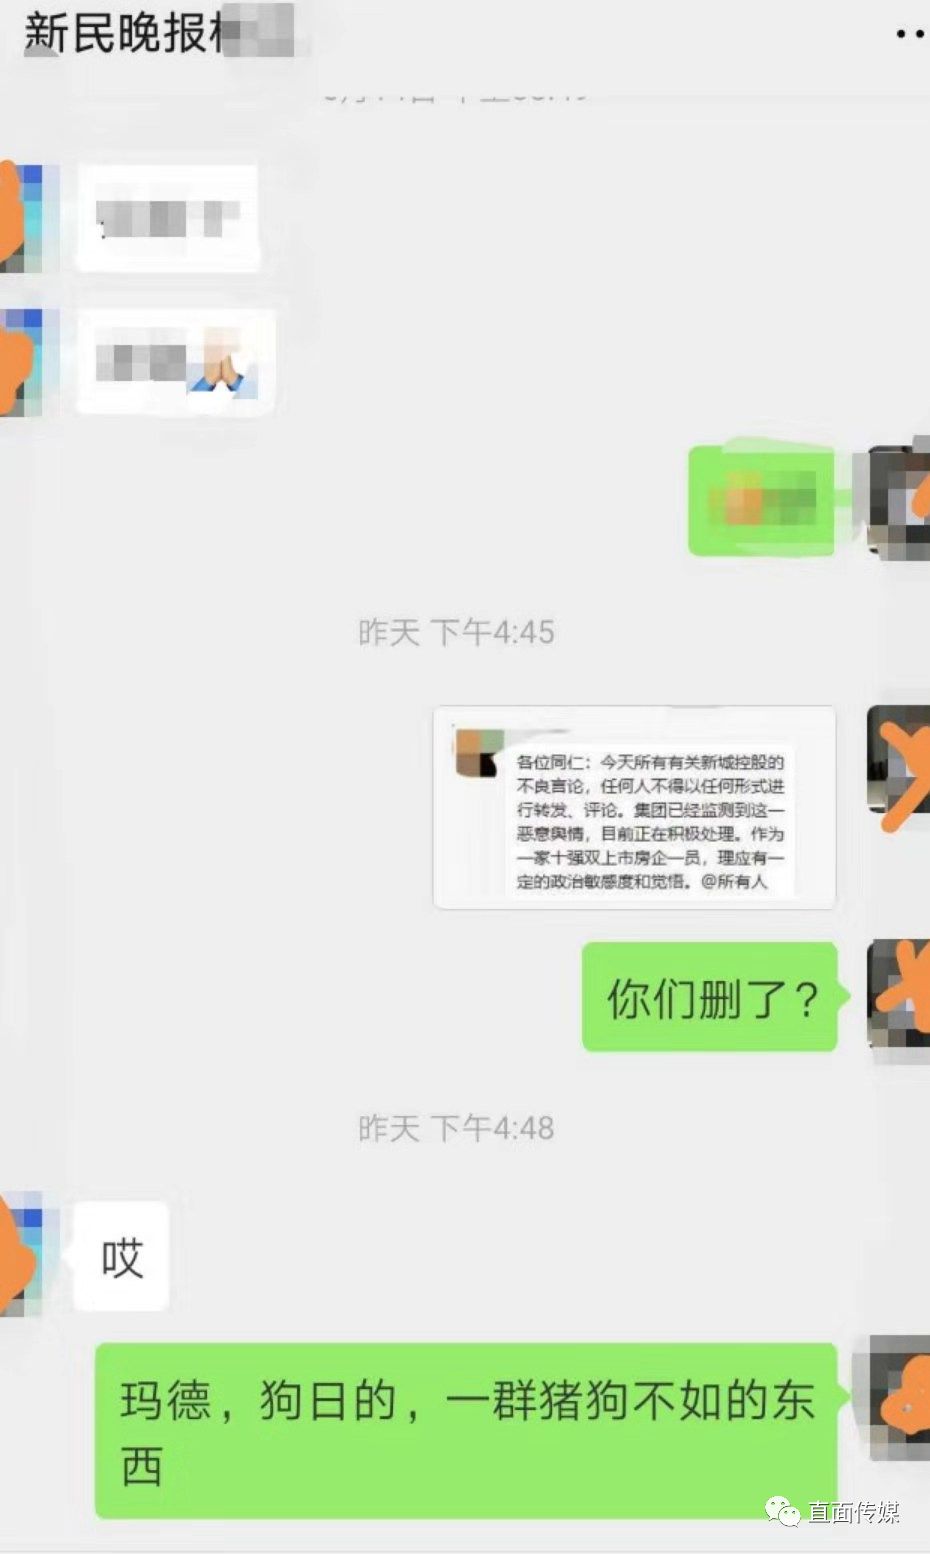 新民晚报
昨天 下午4:45
各位同仁：今天所有有关新城控股的
不良言论，任何人不得以任何形式进
行转发、评论。集团已经监测到这一
恶意舆情，目前正在积极处理。作为
一家十强双上市房企一员，理应有一
定的政治敏感度和觉悟。@所有人
你们删了？
昨天 下午4:48
哎
玛德，狗日的，一群猪狗不如的东
西
直面传媒